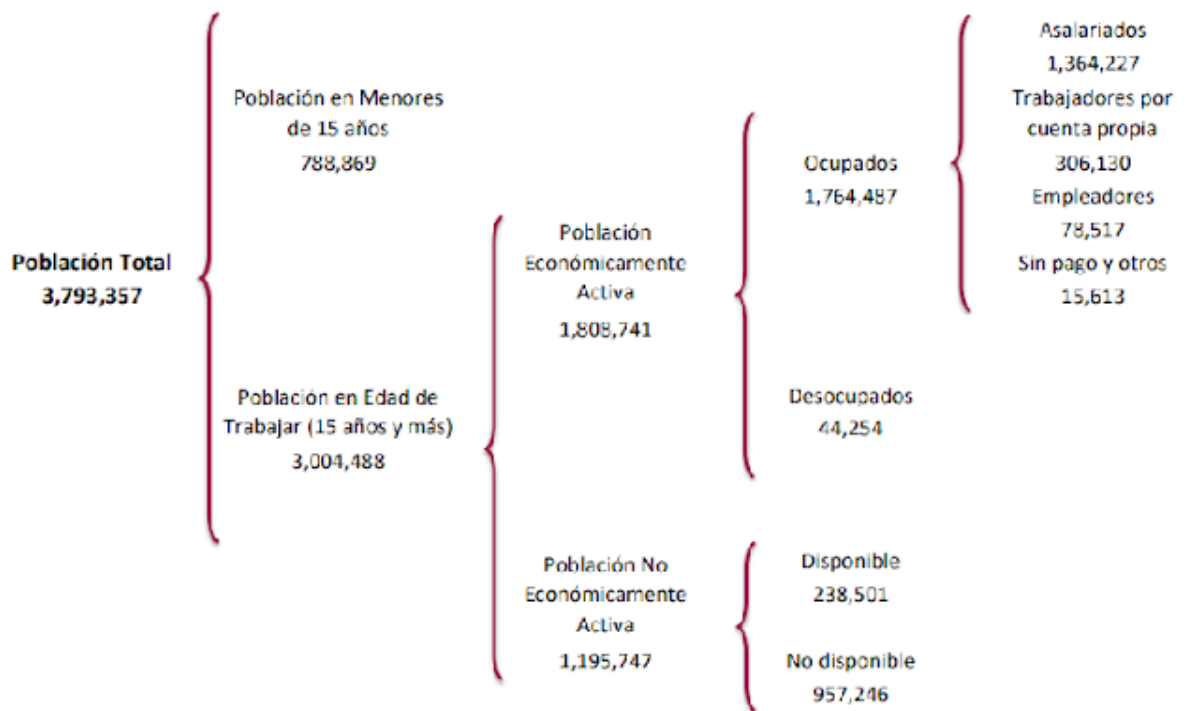 Población Total
3,793,357
Población en Menores
de 15 años
788,869
Población en Edad de
Trabajar (15 años y más)
3,004,488
Población
Económicamente
Activa
1,808,741
Población No
Económicamente
Activa
1,195,747
Ocupados
1,764,487
Desocupados
44,254
Disponible
238,501
No disponible
957,246
Asalariados
1,364,227
Trabajadores por
cuenta propia
306,130
Empleadores
78,517
Sin pago y otros
15,613